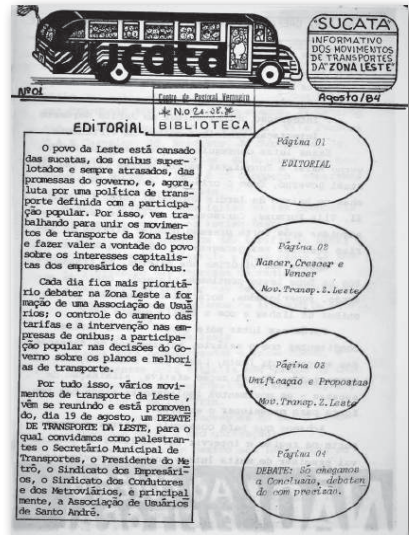 Sucata
"SUCATA"
INFORMATIVO
DOS MOVIMENTOS
DE TRANSPORTES
DA "ZONA LESTE"
Nº01
Agosto/84
Centro de Pastoral Vergueiro
N.o
BIBLIOTECA
EDITORIAL
O povo da Leste está cansado
das sucatas, dos onibus super-
lotados e sempre atrasados, das
promessas do governo, e, agora,
luta por uma política de trans-
porte definida com a participa-
ção popular. Por isso, vem tra-
balhando para unir os movimen-
tos de transporte da Zona Leste
e fazer valer a vontade do povo
sobre os interesses capitalis-
tas dos empresários de onibus.
Cada dia fica mais prioritá-
rio debater na Zona Leste a for
mação de uma Associação de Usuá
rios; o controle do aumento das
tarifas e a intervenção nas em-
presas de onibus; a participa-
ção popular nas decisões do Go-
verno sobre os planos e melhori
as de transporte.
Por tudo isso, vários movi-
mentos de transporte da Leste ,
vêm se reunindo e está promoven
do, dia 19 de agosto, um DEBATE
DE TRANSPORTE DA LESTE, para o
qual convidamos como palestran-
tes o Secretário Municipal de
Transportes, o Presidente do Me
trô, o Sindicato dos Empresári-
os, o Sindicato dos Condutores
e dos Metroviários, e principal
mente, a Associação de Usuários
de Santo André.
Página 01
EDITORIAL
Página 02
Nascer, Crescer e
Vencer
Mov. Transp. Z. Leste
Página 03
Unificação e Propostas
Mov. Transp. Z. Leste
Página 04
DEBATE: Só chegamos
a Conclusão, debaten
do com precisão.